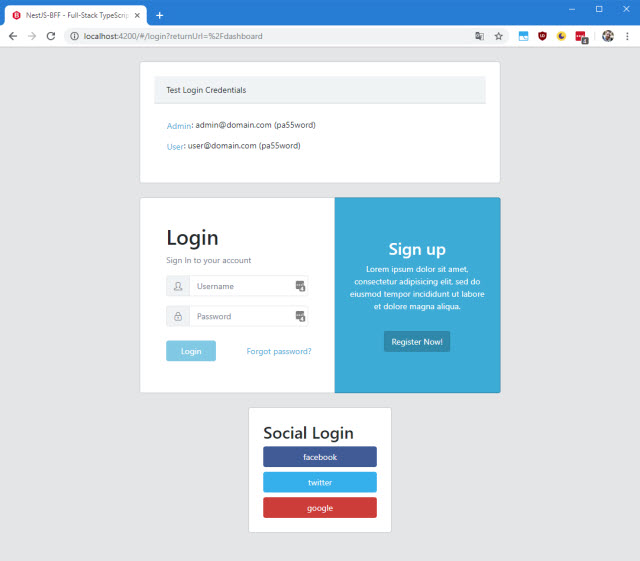 NestJS-BFF - Full-Stack TypeScrip
localhost:4200/#/login?returnUrl=%2Fdashboard
Test Login Credentials
Admin: admin@domain.com (pa55word)
User: user@domain.com (pa55word)
Login
Sign In to your account
Username
Password
Login
Forgot password?
Sign up
Lorem ipsum dolor sit amet,
consectetur adipisicing elit, sed do
eiusmod tempor incididunt ut labore
et dolore magna aliqua.
Register Now!
Social Login
facebook
twitter
google